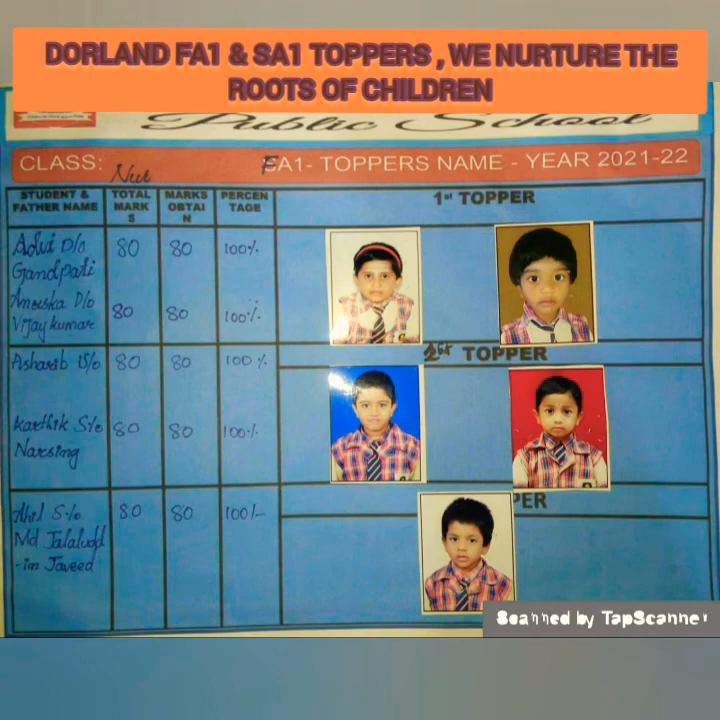 DORLAND FA1 & SA1 TOPPERS , WE NURTURE THE
ROOTS OF CHILDREN
Public School
CLASS: Nur FA1- TOPPERS NAME - YEAR 2021-22
STUDENT & FATHER NAME TOTAL MARKS MARKS OBTAIN PERCENTAGE 1st TOPPER
Advi D/o 80 80 100%
Gandpati
Anuska D/o 80 80 100%
Vijay kumar
1st TOPPER
Asharab S/o 80 80 100%
Karthik S/o 80 80 100%
Narsing
PER
Ahil S/o 80 80 100/-
Md Jalaludd
-in Javeed
Scanned by TapScanner